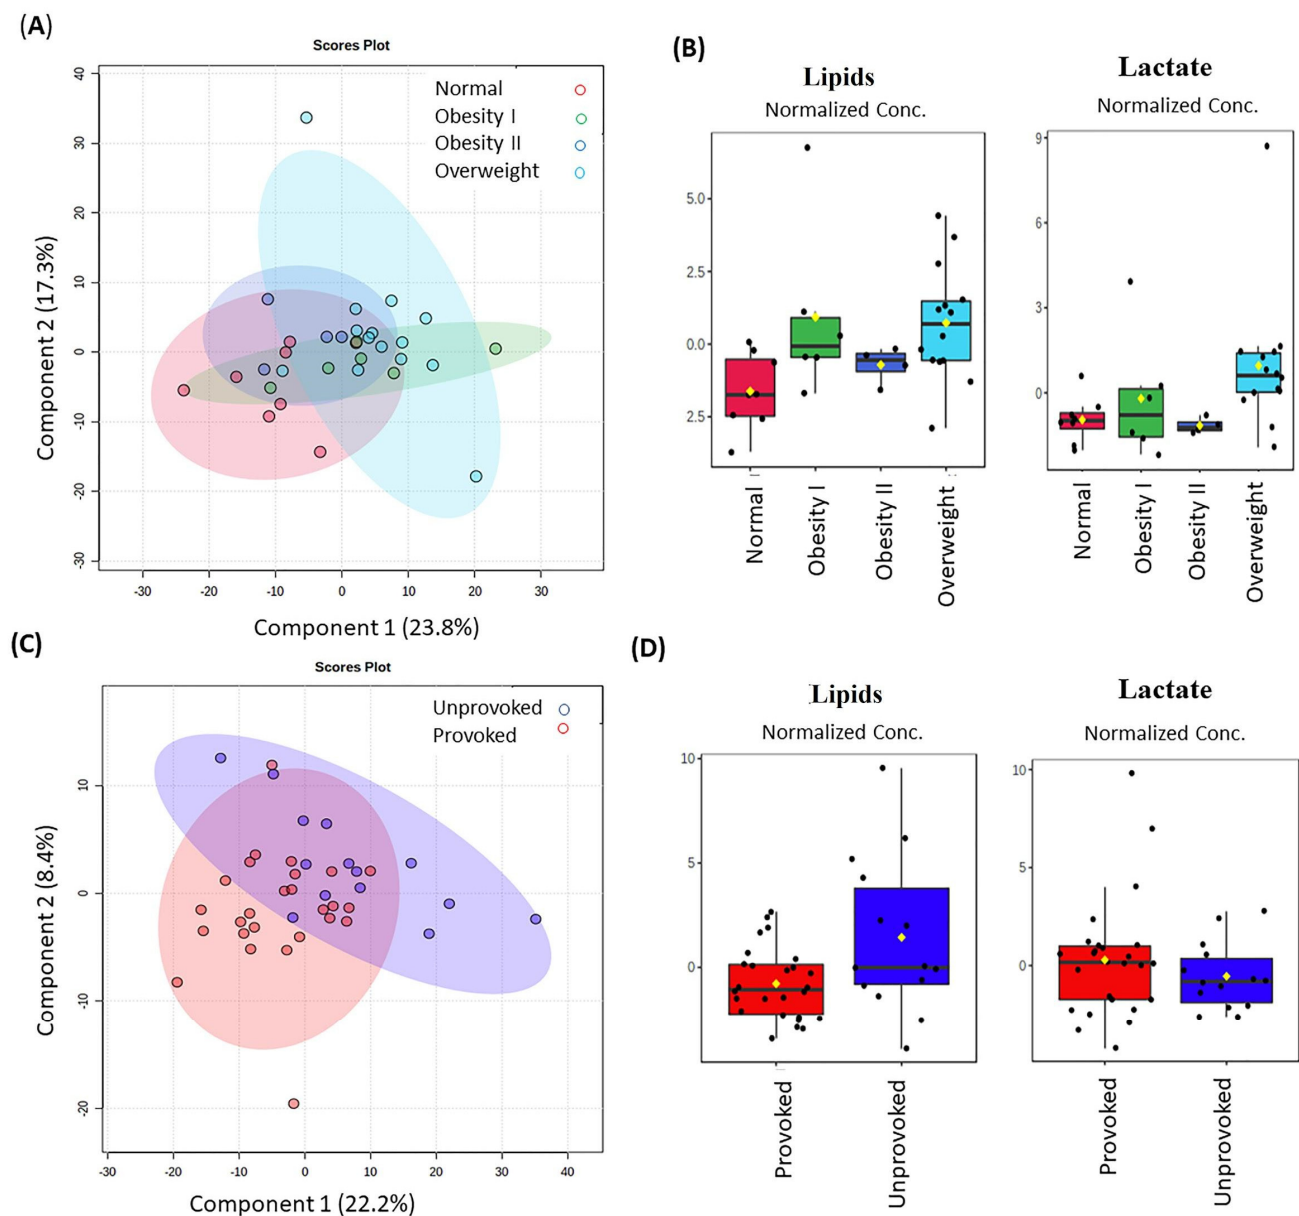 (A)
Scores Plot
Normal
Obesity I
Obesity II
Overweight
40
30
20
10
0
-10
-20
-30
Component 2 (17.3%)
-30 -20 -10 0 10 20 30
Component 1 (23.8%)
(B)
Lipids
Normalized Conc.
5.0
2.5
0.0
2.5
Normal
Obesity I
Obesity II
Overweight
Lactate
Normalized Conc.
9
6
3
0
Normal
Obesity I
Obesity II
Overweight
(C)
Scores Plot
Unprovoked
Provoked
10
0
-10
-20
Component 2 (8.4%)
-30 -20 -10 0 10 20 30 40
Component 1 (22.2%)
(D)
Lipids
Normalized Conc.
10
5
0
Provoked
Unprovoked
Lactate
Normalized Conc.
10
5
0
Provoked
Unprovoked